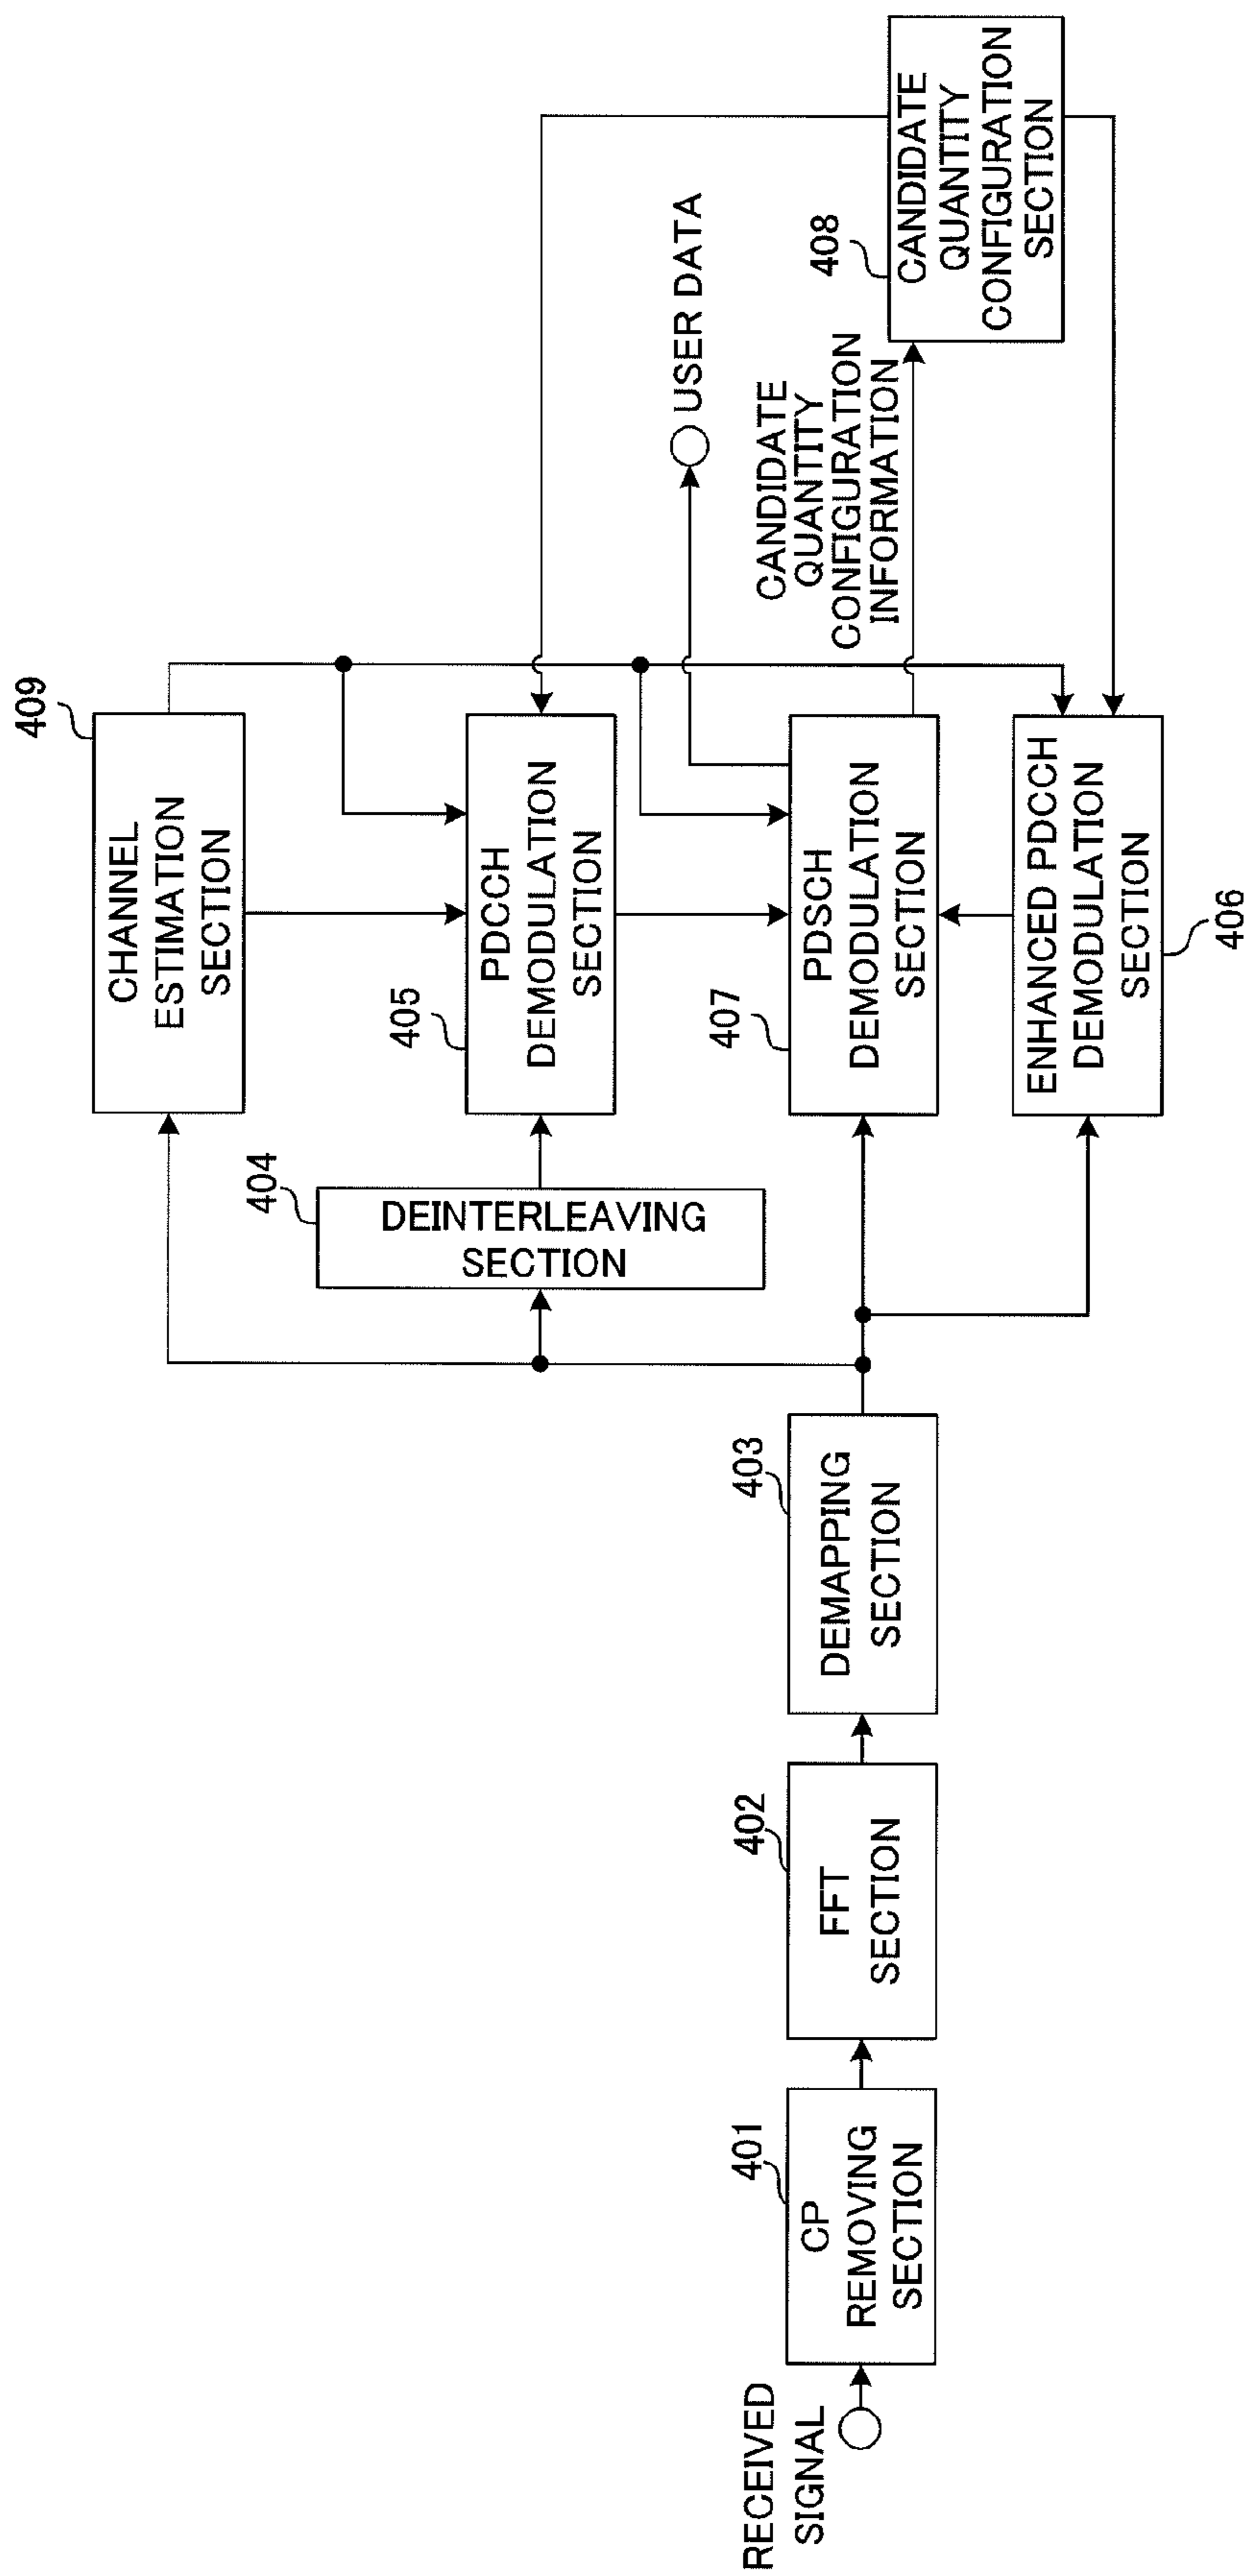 RECEIVED
SIGNAL
401
CP
REMOVING
SECTION
402
FFT
SECTION
403
DEMAPPING
SECTION
404
DEINTERLEAVING
SECTION
409
CHANNEL
ESTIMATION
SECTION
405
PDCCH
DEMODULATION
SECTION
407
PDSCH
DEMODULATION
SECTION
ENHANCED PDCCH
DEMODULATION
SECTION
406
USER DATA
CANDIDATE
QUANTITY
CONFIGURATION
INFORMATION
408
CANDIDATE
QUANTITY
CONFIGURATION
SECTION